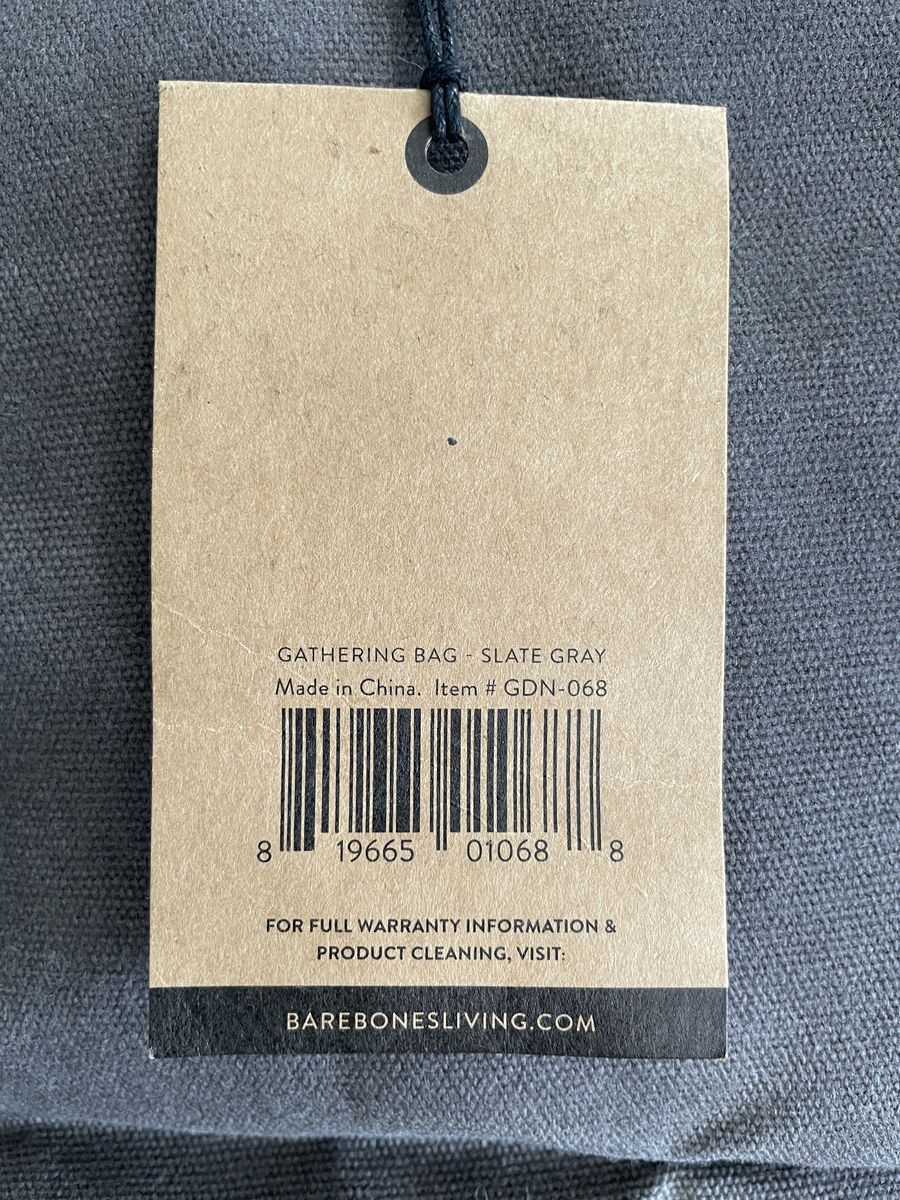 GATHERING BAG - SLATE GRAY
Made in China. Item # GDN-068
8 19665 01068 8
FOR FULL WARRANTY INFORMATION &
PRODUCT CLEANING, VISIT:
BAREBONESLIVING.COM